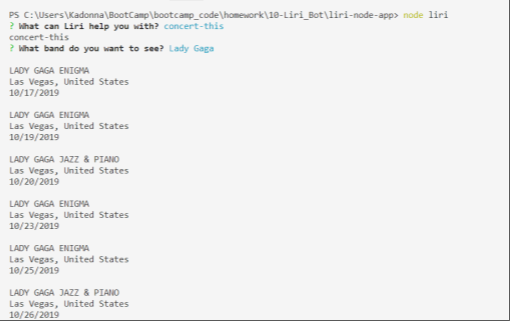 PS C:\Users\Kadonna\BootCamp\bootcamp_code\homework\10-Liri_Bot\liri-node-app> node liri
? What can Liri help you with? concert-this
concert-this
? What band do you want to see? Lady Gaga
LADY GAGA ENIGMA
Las Vegas, United States
10/17/2019
LADY GAGA ENIGMA
Las Vegas, United States
10/19/2019
LADY GAGA JAZZ & PIANO
Las Vegas, United States
10/20/2019
LADY GAGA ENIGMA
Las Vegas, United States
10/23/2019
LADY GAGA ENIGMA
Las Vegas, United States
10/25/2019
LADY GAGA JAZZ & PIANO
Las Vegas, United States
10/26/2019